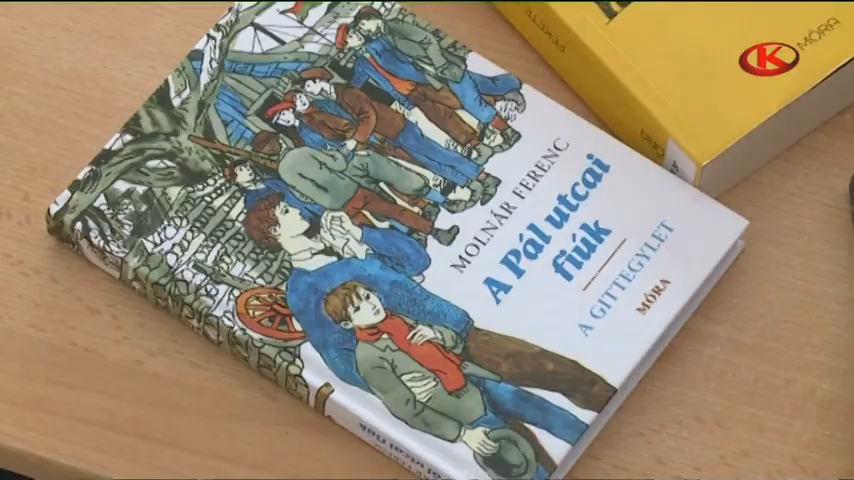 MOLNÁR FERENC
A Pál utcai
fiúk
A GITTEGYLET
MÓRA
MÓRA
K